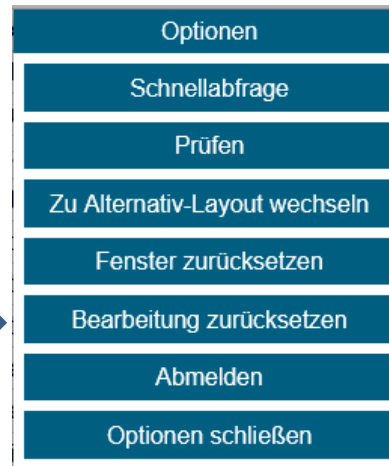 Optionen
Schnellabfrage
Prüfen
Zu Alternativ-Layout wechseln
Fenster zurücksetzen
Bearbeitung zurücksetzen
Abmelden
Optionen schließen